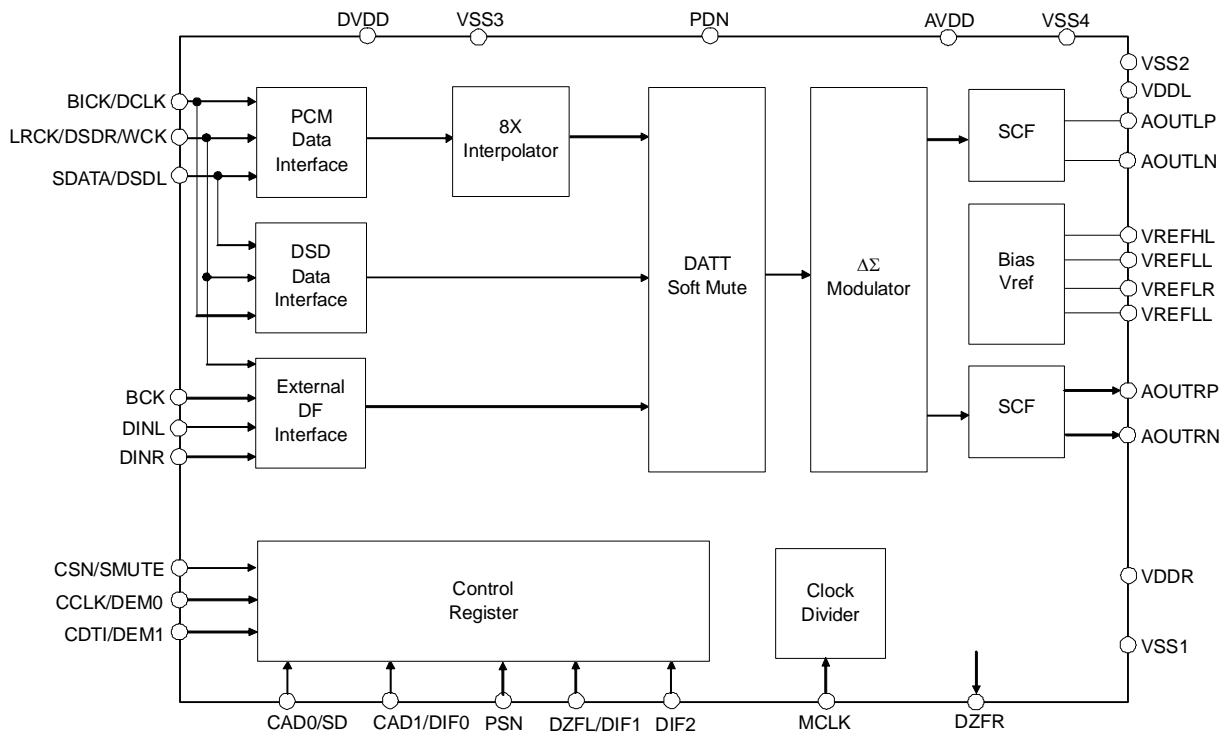 DVDD
VSS3
PDN
AVDD
VSS4
VSS2
VDDL
BICK/DCLK
LRCK/DSDR/WCK
SDATA/DSDL
PCM
Data
Interface
8X
Interpolator
DATT
Soft Mute
ΔΣ
Modulator
SCF
AOUTLP
AOUTLN
DSD
Data
Interface
Bias
Vref
VREFHL
VREFLL
VREFLR
VREFLL
External
DF
Interface
BCK
DINL
DINR
SCF
AOUTRP
AOUTRN
CSN/SMUTE
CCLK/DEM0
CDTI/DEM1
Control
Register
Clock
Divider
VDDR
VSS1
CAD0/SD
CAD1/DIF0
PSN
DZFL/DIF1
DIF2
MCLK
DZFR